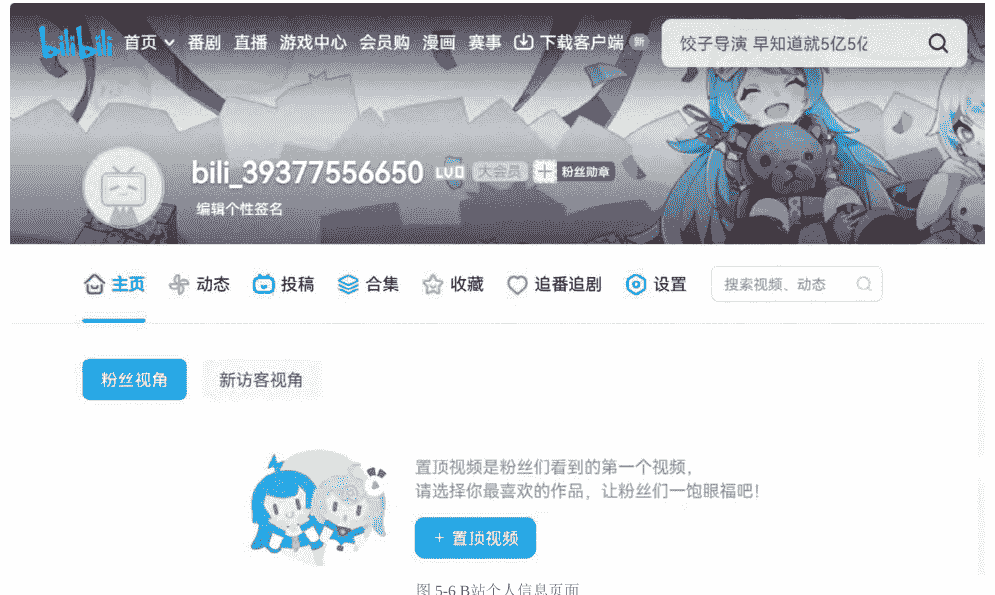 bilibili 首页 番剧 直播 游戏中心 会员购 漫画 赛事 下载客户端 新 饺子导演 早知道就5亿5亿
bili_39377556650 LV0 大会员 粉丝勋章
编辑个性签名
主页 动态 投稿 合集 收藏 追番追剧 设置 搜索视频、动态
粉丝视角 新访客视角
置顶视频是粉丝们看到的第一个视频，
请选择你最喜欢的作品，让粉丝们一饱眼福吧！
+ 置顶视频
图 5-6 B站个人信息页面